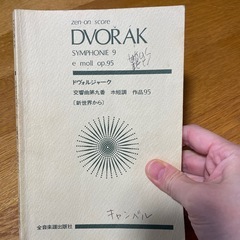 zen-on score
DVOŘÁK
SYMPHONIE 9
e moll op.95
ドヴォルジャーク
交響曲第九番 ホ短調 作品95
〔新世界から〕
キャンベル
全音楽譜出版社